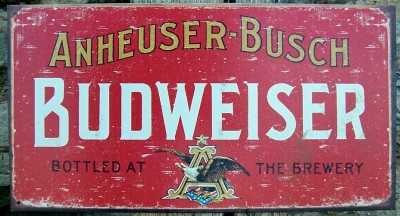 ANHEUSER-BUSCH
BUDWEISER
BOTTLED AT THE BREWERY